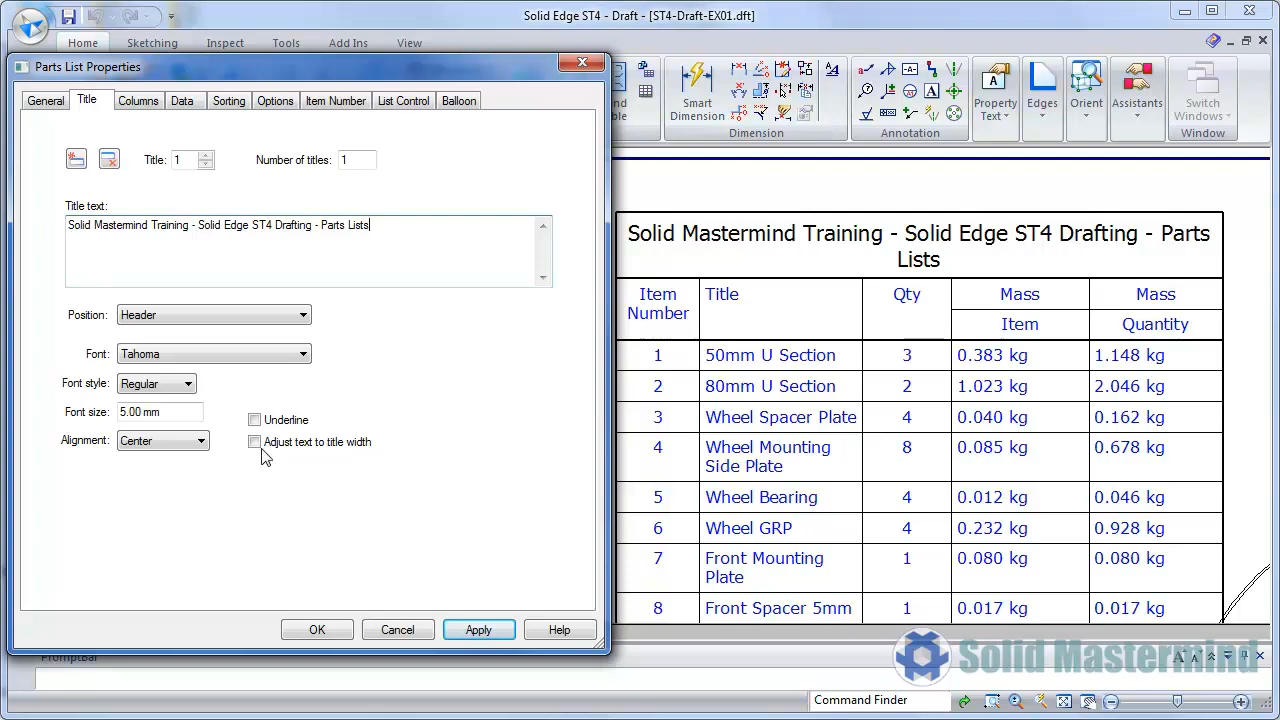 Solid Edge ST4 - Draft - [ST4-Draft-EX01.dft]
Home Sketching Inspect Tools Add Ins View
Parts List Properties
General Title Columns Data Sorting Options Item Number List Control Balloon
Title: 1 Number of titles: 1
Title text:
Solid Mastermind Training - Solid Edge ST4 Drafting - Parts Lists
Position: Header
Font: Tahoma
Font style: Regular
Font size: 5.00 mm
Underline
Alignment: Center
Adjust text to title width
OK Cancel Apply Help
Smart Dimension
Dimension
Annotation
Property Text
Edges
Orient
Assistants
Switch Windows
Window
Solid Mastermind Training - Solid Edge ST4 Drafting - Parts
Lists
Item Number Title Qty Mass Mass
Item Quantity
1 50mm U Section 3 0.383 kg 1.148 kg
2 80mm U Section 2 1.023 kg 2.046 kg
3 Wheel Spacer Plate 4 0.040 kg 0.162 kg
4 Wheel Mounting Side Plate 8 0.085 kg 0.678 kg
5 Wheel Bearing 4 0.012 kg 0.046 kg
6 Wheel GRP 4 0.232 kg 0.928 kg
7 Front Mounting Plate 1 0.080 kg 0.080 kg
8 Front Spacer 5mm 1 0.017 kg 0.017 kg
PromptBar
Solid Mastermind
Command Finder